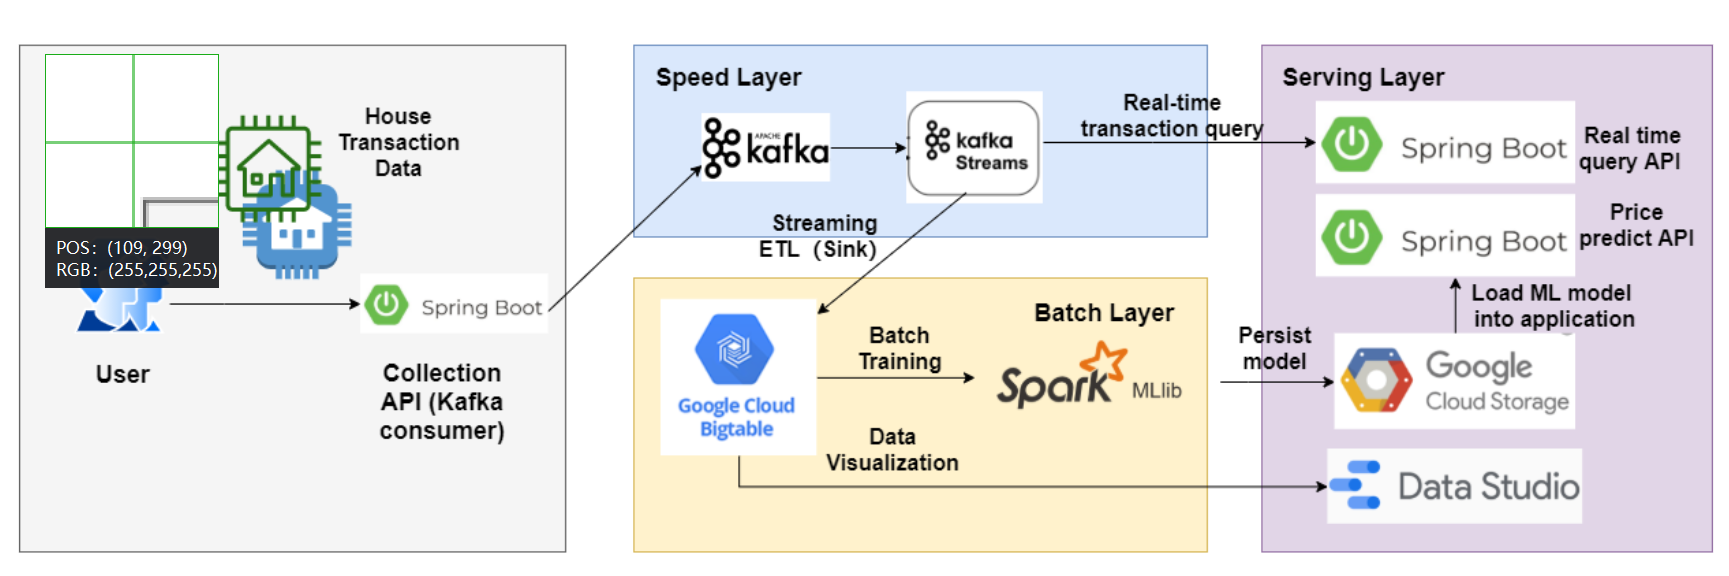 House
Transaction
Data
POS: (109, 299)
RGB: (255,255,255)
Spring Boot
User
Collection
API (Kafka
consumer)
Speed Layer
APACHE
kafka
kafka
Streams
Real-time
transaction query
Streaming
ETL (Sink)
Batch Layer
Google Cloud
Bigtable
Batch
Training
Spark
MLlib
Data
Visualization
Persist
model
Serving Layer
Spring Boot
Real time
query API
Spring Boot
Price
predict API
Load ML model
into application
Google
Cloud Storage
Data Studio